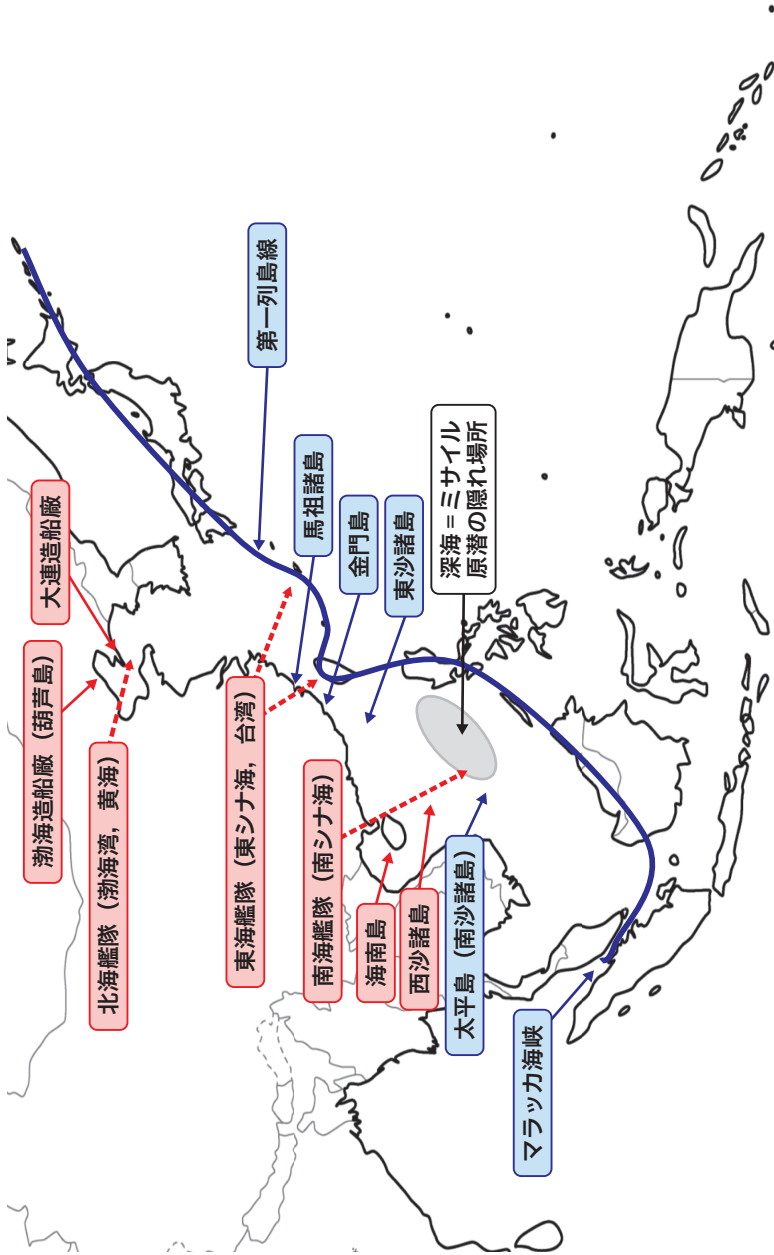 渤海造船廠（葫芦島）
大連造船廠
北海艦隊（渤海湾，黄海）
東海艦隊（東シナ海，台湾）
第一列島線
南海艦隊（南シナ海）
馬祖諸島
金門島
海南島
東沙諸島
西沙諸島
深海=ミサイル
原潜の隠れ場所
太平島（南沙諸島）
マラッカ海峡